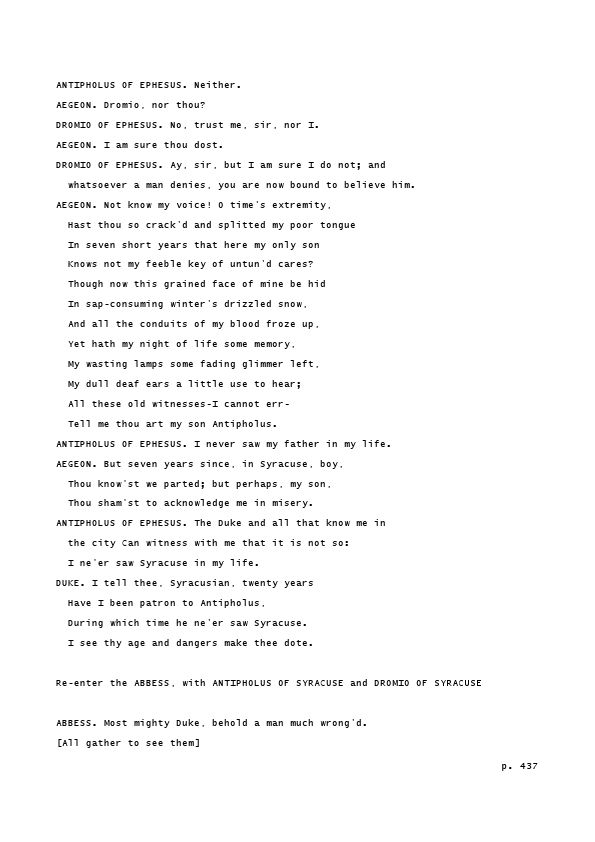 ANTIPHOLUS OF EPHESUS. Neither.
AEGEON. Dromio, nor thou?
DROMIO OF EPHESUS. No, trust me, sir, nor I.
AEGEON. I am sure thou dost.
DROMIO OF EPHESUS. Ay, sir, but I am sure I do not; and
whatsoever a man denies, you are now bound to believe him.
AEGEON. Not know my voice! O time's extremity,
Hast thou so crack'd and splitted my poor tongue
In seven short years that here my only son
Knows not my feeble key of untun'd cares?
Though now this grained face of mine be hid
In sap-consuming winter's drizzled snow,
And all the conduits of my blood froze up,
Yet hath my night of life some memory,
My wasting lamps some fading glimmer left,
My dull deaf ears a little use to hear;
All these old witnesses-I cannot err-
Tell me thou art my son Antipholus.
ANTIPHOLUS OF EPHESUS. I never saw my father in my life.
AEGEON. But seven years since, in Syracuse, boy,
Thou know'st we parted; but perhaps, my son,
Thou sham'st to acknowledge me in misery.
ANTIPHOLUS OF EPHESUS. The Duke and all that know me in
the city Can witness with me that it is not so:
I ne'er saw Syracuse in my life.
DUKE. I tell thee, Syracusian, twenty years
Have I been patron to Antipholus,
During which time he ne'er saw Syracuse.
I see thy age and dangers make thee dote.
Re-enter the ABBESS, with ANTIPHOLUS OF SYRACUSE and DROMIO OF SYRACUSE
ABBESS. Most mighty Duke, behold a man much wrong'd.
[All gather to see them]
p. 437